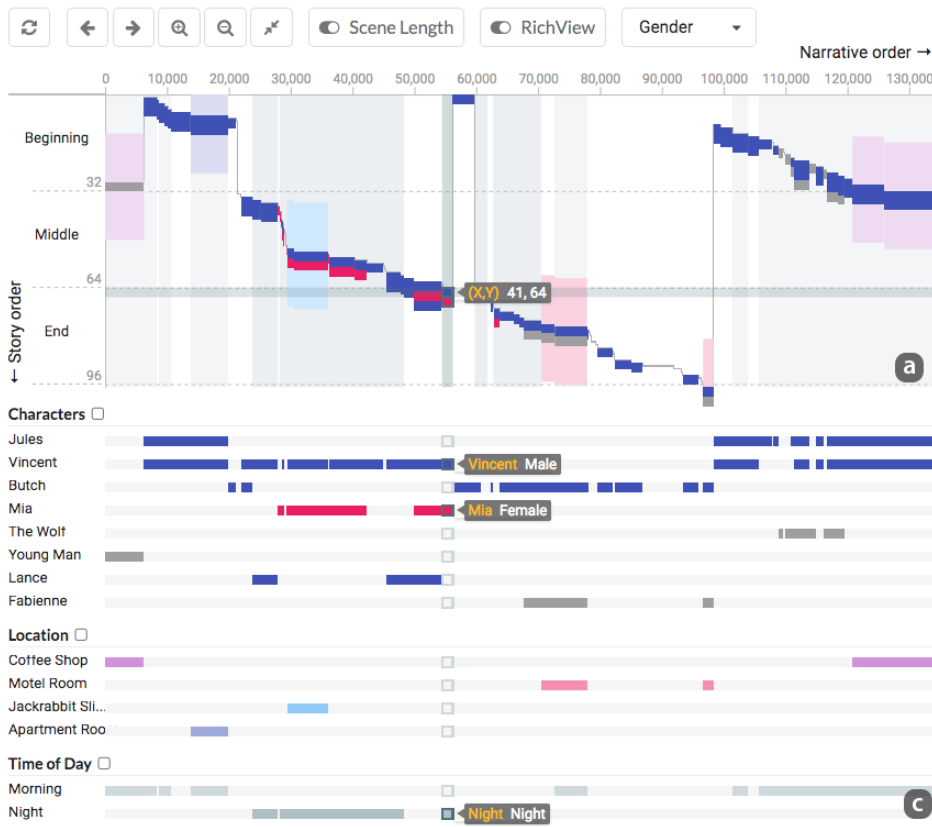 Scene Length RichView Gender
Narrative order →
0 10,000 20,000 30,000 40,000 50,000 60,000 70,000 80,000 90,000 100,000 110,000 120,000 130,000
Beginning
32
Middle
64
(X,Y) 41, 64
End
96
← Story order
a
Characters
Jules
Vincent
Vincent Male
Butch
Mia
Mia Female
The Wolf
Young Man
Lance
Fabienne
Location
Coffee Shop
Motel Room
Jackrabbit Sli...
Apartment Roo
Time of Day
Morning
Night
Night Night
c